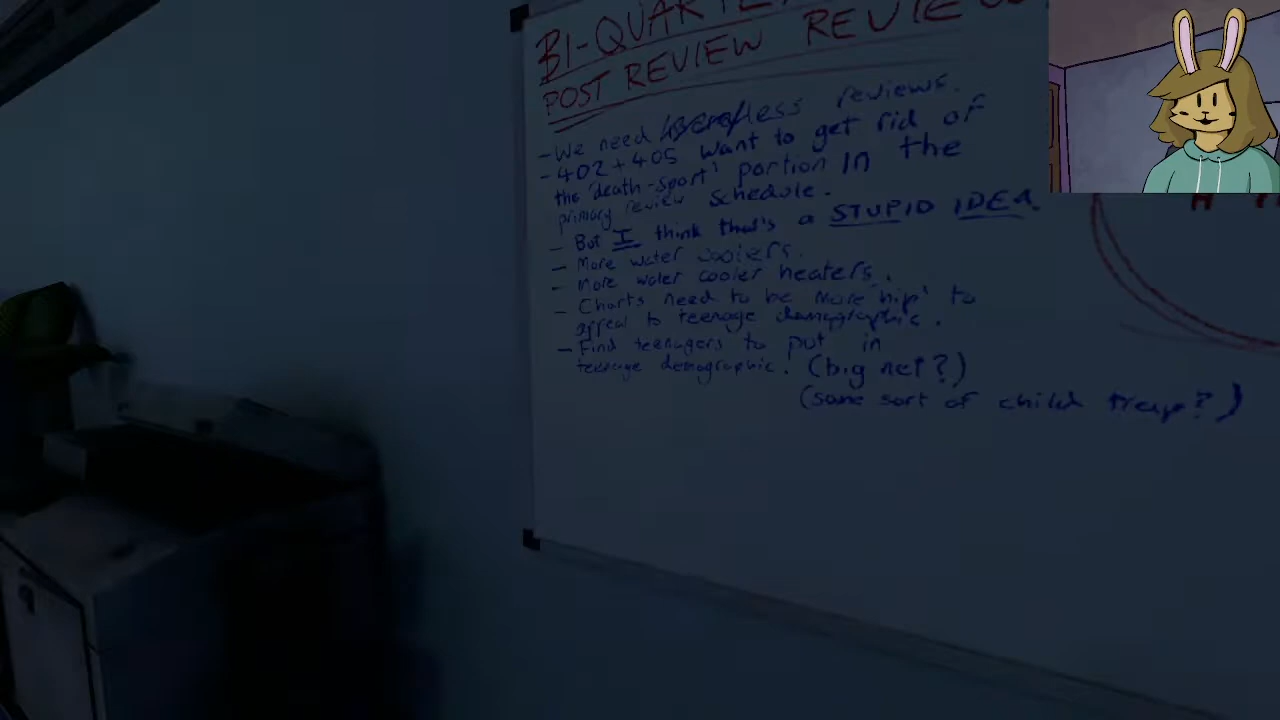 BI-QUARTE
POST REVIEW REVIEW
- We need less reviews.
- 402 + 405 want to get rid of
the 'death-sport' portion in the
primary review schedule.
- But I think that's a STUPID IDEA.
- More water coolers.
- More water cooler heaters.
- Charts need to be more 'hip' to
appeal to teenage demographic.
- Find teenagers to put in
teenage demographic! (big net?)
(some sort of child trap?)